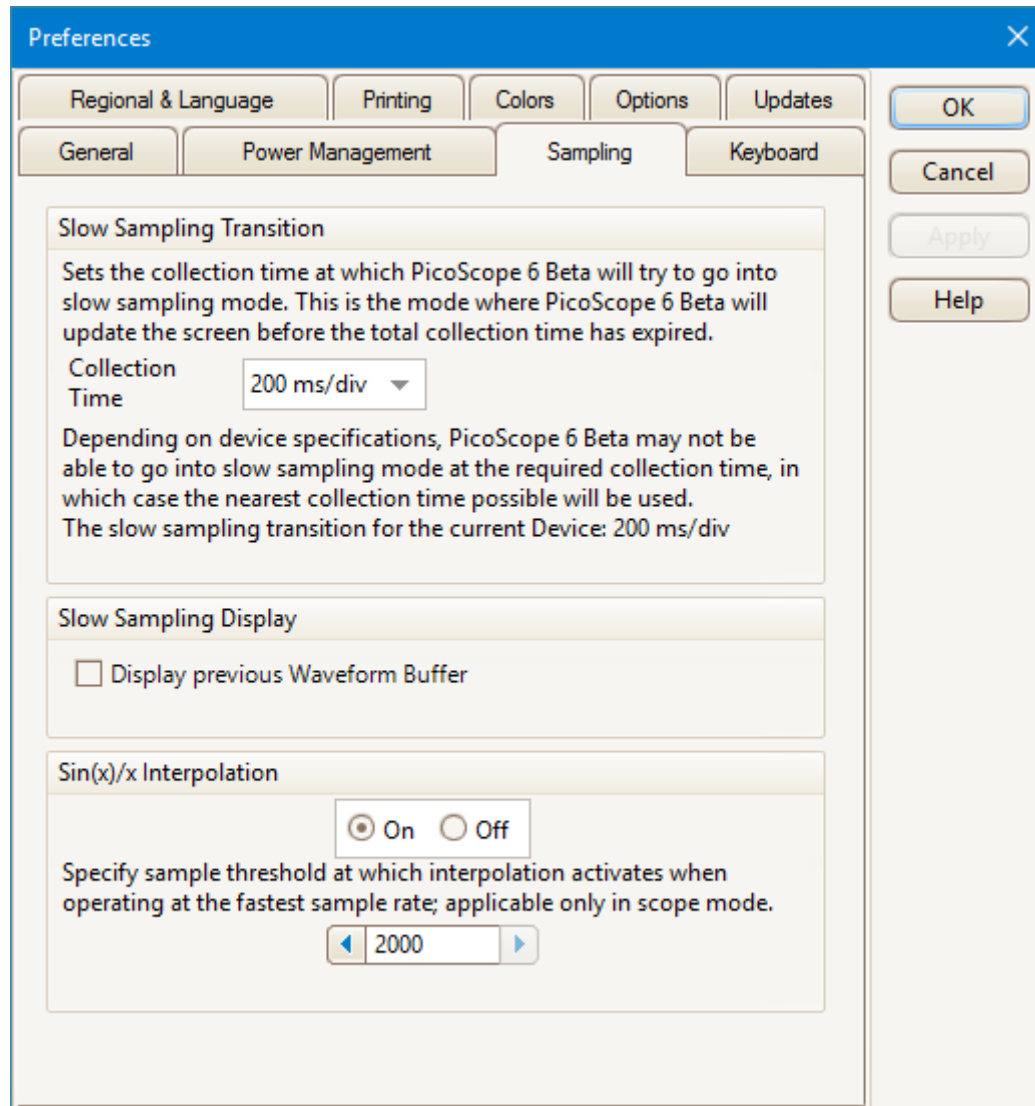 Preferences
Regional & Language
Printing
Colors
Options
Updates
General
Power Management
Sampling
Keyboard
OK
Cancel
Apply
Help
Slow Sampling Transition
Sets the collection time at which PicoScope 6 Beta will try to go into
slow sampling mode. This is the mode where PicoScope 6 Beta will
update the screen before the total collection time has expired.
Collection
Time
200 ms/div
Depending on device specifications, PicoScope 6 Beta may not be
able to go into slow sampling mode at the required collection time, in
which case the nearest collection time possible will be used.
The slow sampling transition for the current Device: 200 ms/div
Slow Sampling Display
Display previous Waveform Buffer
Sin(x)/x Interpolation
On Off
Specify sample threshold at which interpolation activates when
operating at the fastest sample rate; applicable only in scope mode.
2000